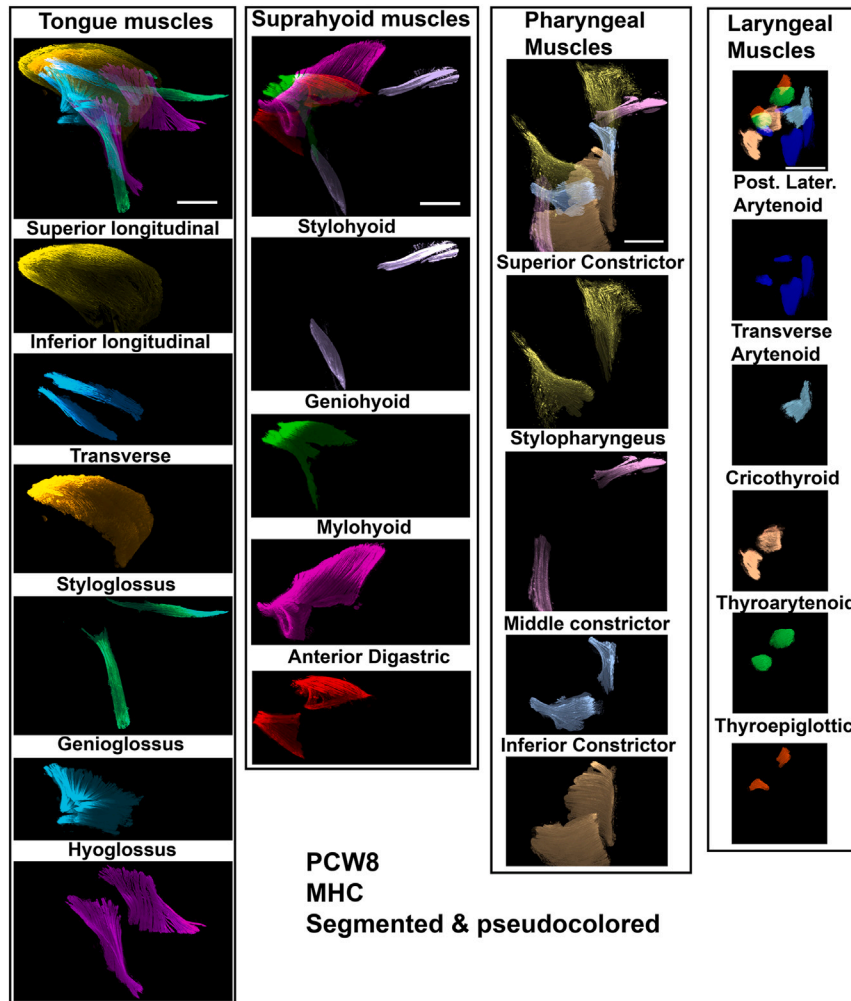 Tongue muscles
Superior longitudinal
Inferior longitudinal
Transverse
Styloglossus
Genioglossus
Hyoglossus
Suprahyoid muscles
Stylohyoid
Geniohyoid
Mylohyoid
Anterior Digastric
Pharyngeal
Muscles
Superior Constrictor
Stylopharyngeus
Middle constrictor
Inferior Constrictor
Laryngeal
Muscles
Post. Later.
Arytenoid
Transverse
Arytenoid
Cricothyroid
Thyroarytenoid
Thyroepiglottic
PCW8
MHC
Segmented & pseudocolored